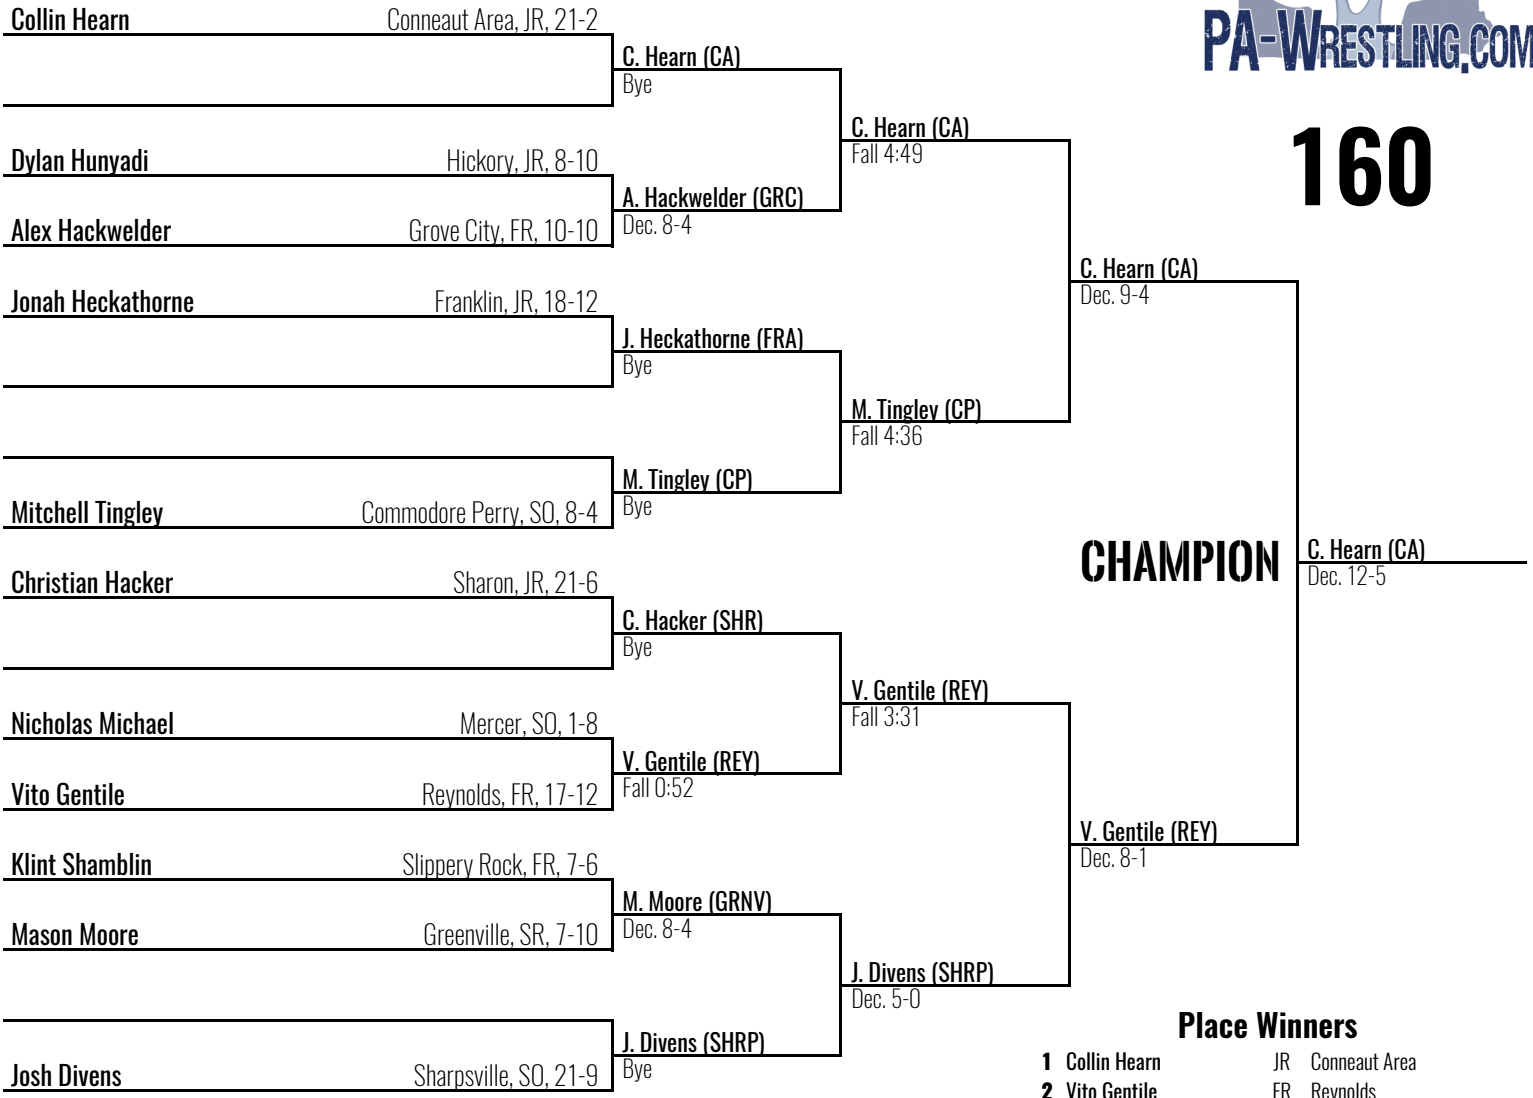 PA-WRESTLING.COM
160
Collin Hearn Conneaut Area, JR, 21-2
C. Hearn (CA)
Bye
Dylan Hunyadi Hickory, JR, 8-10
C. Hearn (CA)
Fall 4:49
A. Hackwelder (GRC)
Dec. 8-4
Alex Hackwelder Grove City, FR, 10-10
C. Hearn (CA)
Dec. 9-4
Jonah Heckathorne Franklin, JR, 18-12
J. Heckathorne (FRA)
Bye
M. Tingley (CP)
Fall 4:36
M. Tingley (CP)
Bye
Mitchell Tingley Commodore Perry, SO, 8-4
CHAMPION
C. Hearn (CA)
Dec. 12-5
Christian Hacker Sharon, JR, 21-6
C. Hacker (SHR)
Bye
V. Gentile (REY)
Fall 3:31
Nicholas Michael Mercer, SO, 1-8
V. Gentile (REY)
Fall 0:52
Vito Gentile Reynolds, FR, 17-12
V. Gentile (REY)
Dec. 8-1
Klint Shamblin Slippery Rock, FR, 7-6
M. Moore (GRNV)
Dec. 8-4
Mason Moore Greenville, SR, 7-10
J. Divens (SHRP)
Dec. 5-0
J. Divens (SHRP)
Bye
Josh Divens Sharpsville, SO, 21-9
Place Winners
1 Collin Hearn JR Conneaut Area
2 Vito Gentile FR Reynolds